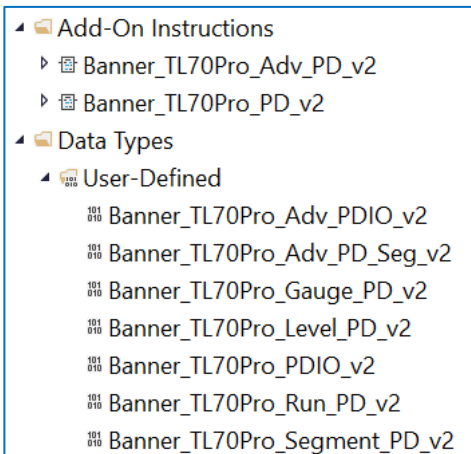 Add-On Instructions
Banner_TL70Pro_Adv_PD_v2
Banner_TL70Pro_PD_v2
Data Types
User-Defined
Banner_TL70Pro_Adv_PDIO_v2
Banner_TL70Pro_Adv_PD_Seg_v2
Banner_TL70Pro_Gauge_PD_v2
Banner_TL70Pro_Level_PD_v2
Banner_TL70Pro_PDIO_v2
Banner_TL70Pro_Run_PD_v2
Banner_TL70Pro_Segment_PD_v2